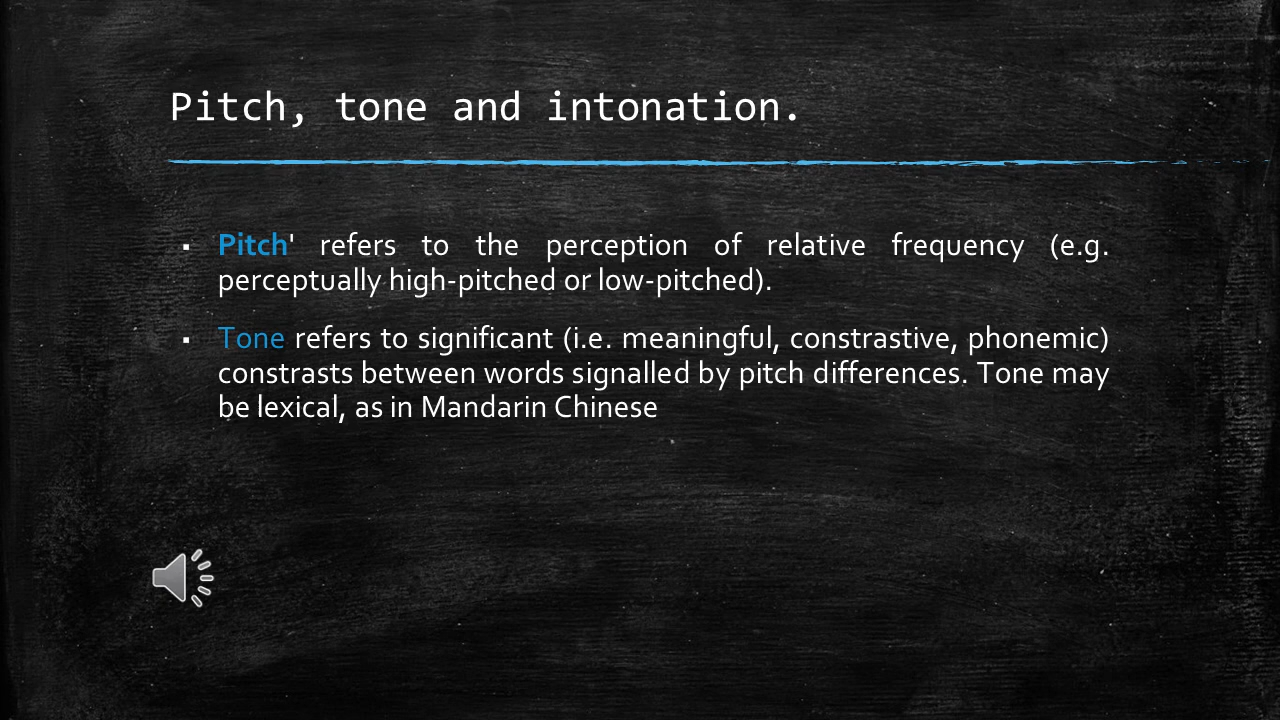 Pitch, tone and intonation.
▪ Pitch' refers to the perception of relative frequency (e.g.
perceptually high-pitched or low-pitched).
▪ Tone refers to significant (i.e. meaningful, constrastive, phonemic)
constrasts between words signalled by pitch differences. Tone may
be lexical, as in Mandarin Chinese